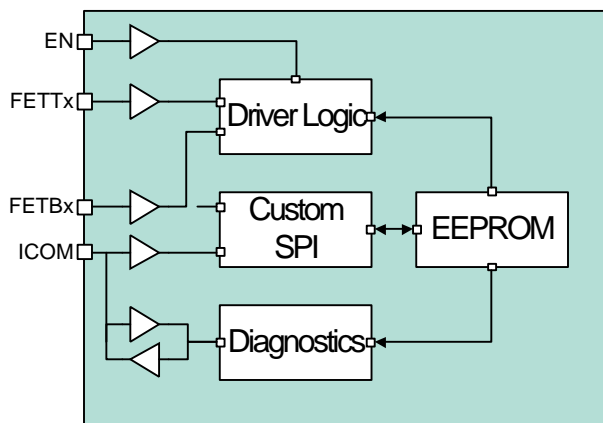 EN
FETTx
Driver Logic
FETBx
Custom
SPI
EEPROM
ICOM
Diagnostics